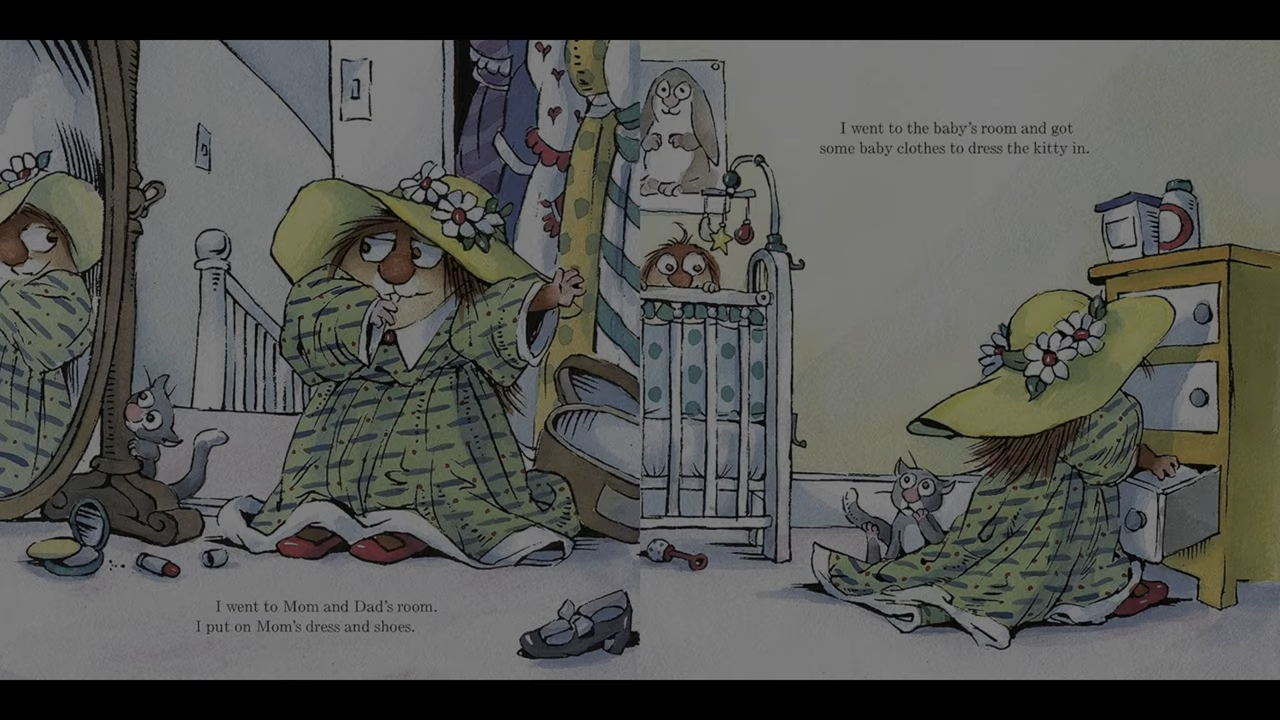 I went to Mom and Dad's room.
I put on Mom's dress and shoes.
I went to the baby's room and got
some baby clothes to dress the kitty in.